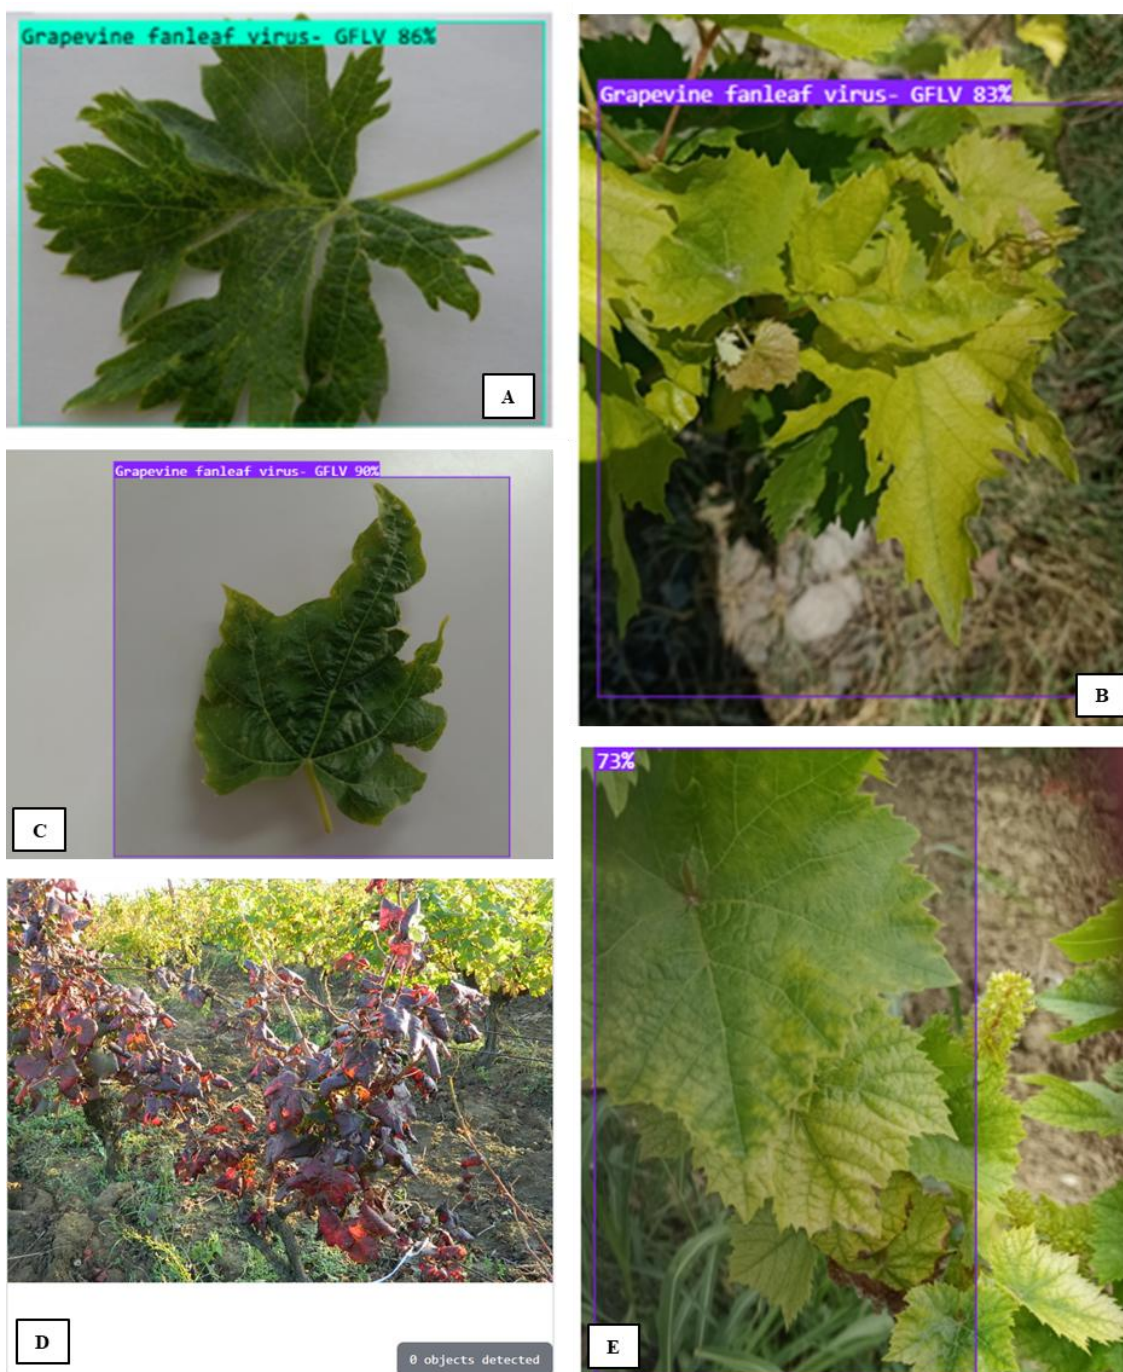 Grapevine fanleaf virus- GFLV 86%
A
Grapevine fanleaf virus- GFLV 83%
B
Grapevine fanleaf virus- GFLV 90%
C
73%
E
D
0 objects detected